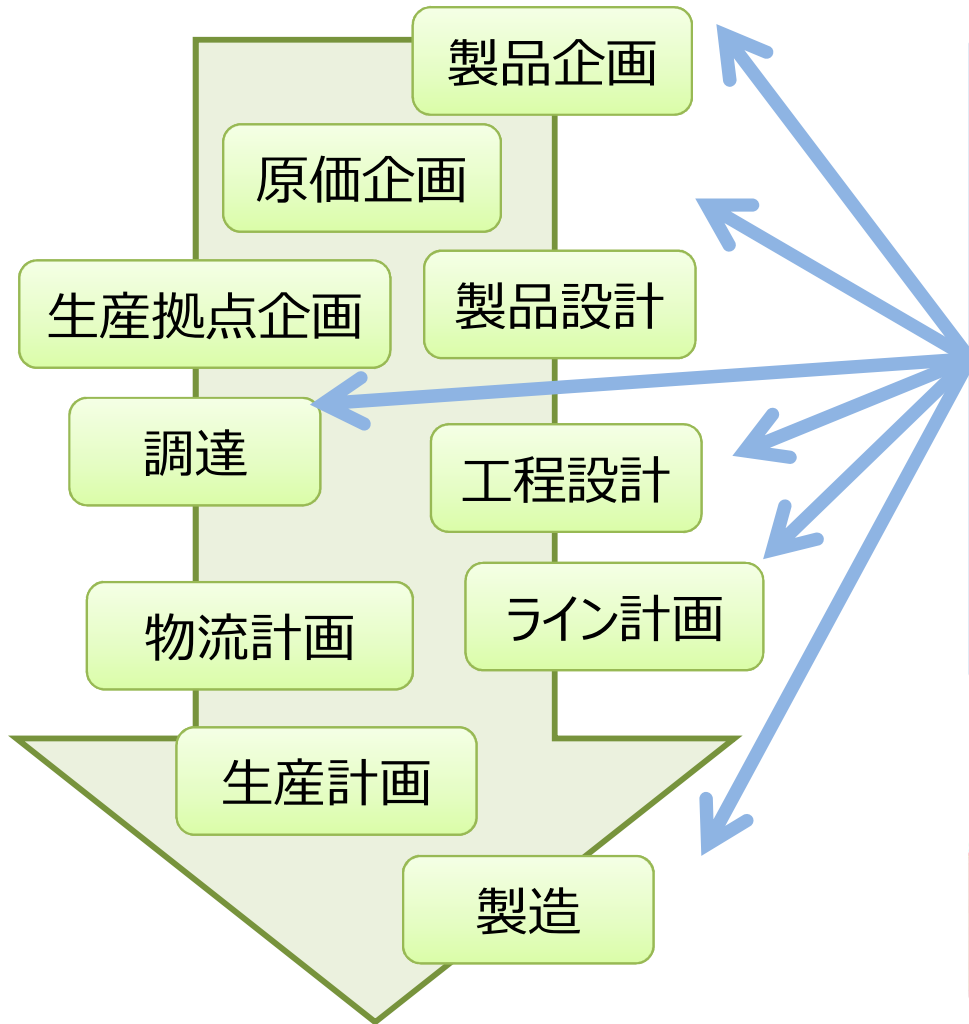 製品企画
原価企画
製品設計
生産拠点企画
調達
工程設計
ライン計画
物流計画
生産計画
製造